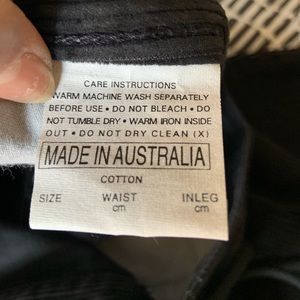 CARE INSTRUCTIONS
WARM MACHINE WASH SEPARATELY
BEFORE USE • DO NOT BLEACH • DO
NOT TUMBLE DRY • WARM IRON INSIDE
OUT • DO NOT DRY CLEAN (X)
MADE IN AUSTRALIA
COTTON
SIZE WAIST INLEG
cm cm